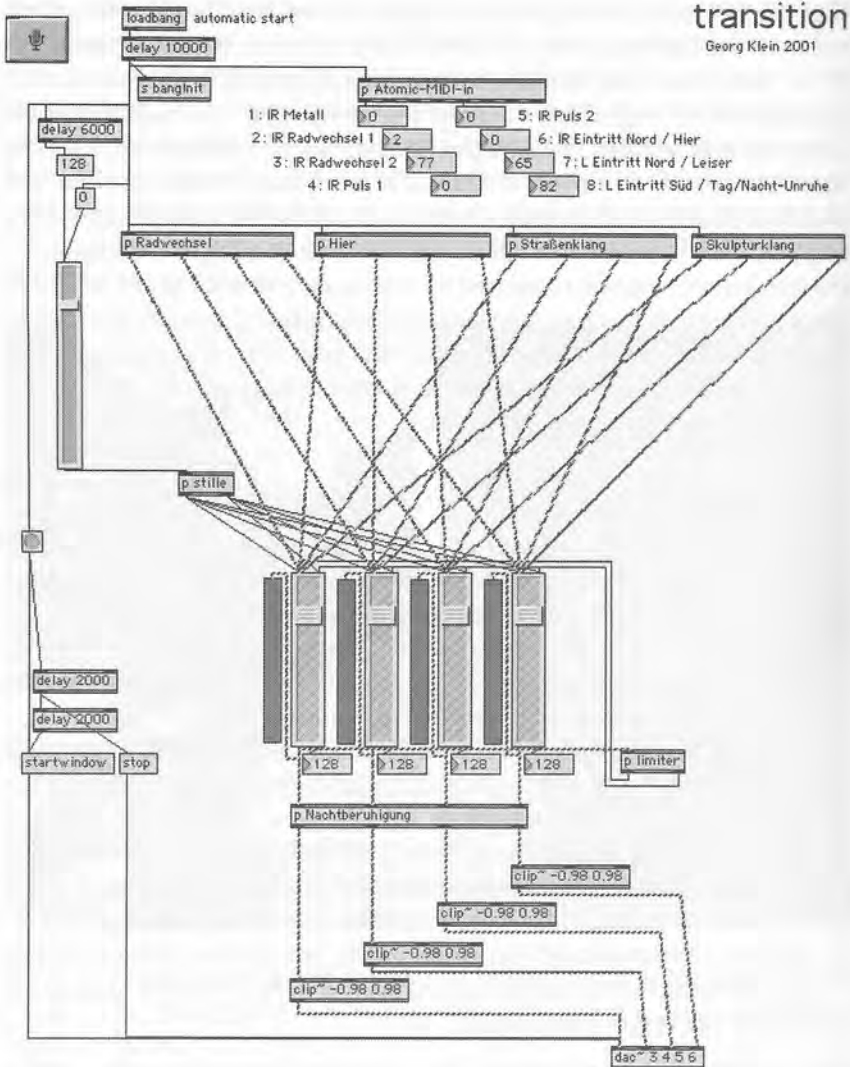 loadbang automatic start
transition
Georg Klein 2001
delay 10000
s bangInit
p Atomic-MIDI-in
delay 6000
128
0
1: IR Metall 0
0 5: IR Puls 2
2: IR Radwechsel 1 2
0 6: IR Eintritt Nord / Hier
3: IR Radwechsel 2 77
65 7: L Eintritt Nord / Leiser
4: IR Puls 1 0
82 8: L Eintritt Süd / Tag/Nacht-Unruhe
p Radwechsel
p Hier
p Straßenklang
p Skulpturklang
p stille
delay 2000
delay 2000
startwindow
stop
128
128
128
128
p limiter
p Nachtberuhigung
clip~ -0.98 0.98
clip~ -0.98 0.98
clip~ -0.98 0.98
clip~ -0.98 0.98
dac~ 3 4 5 6